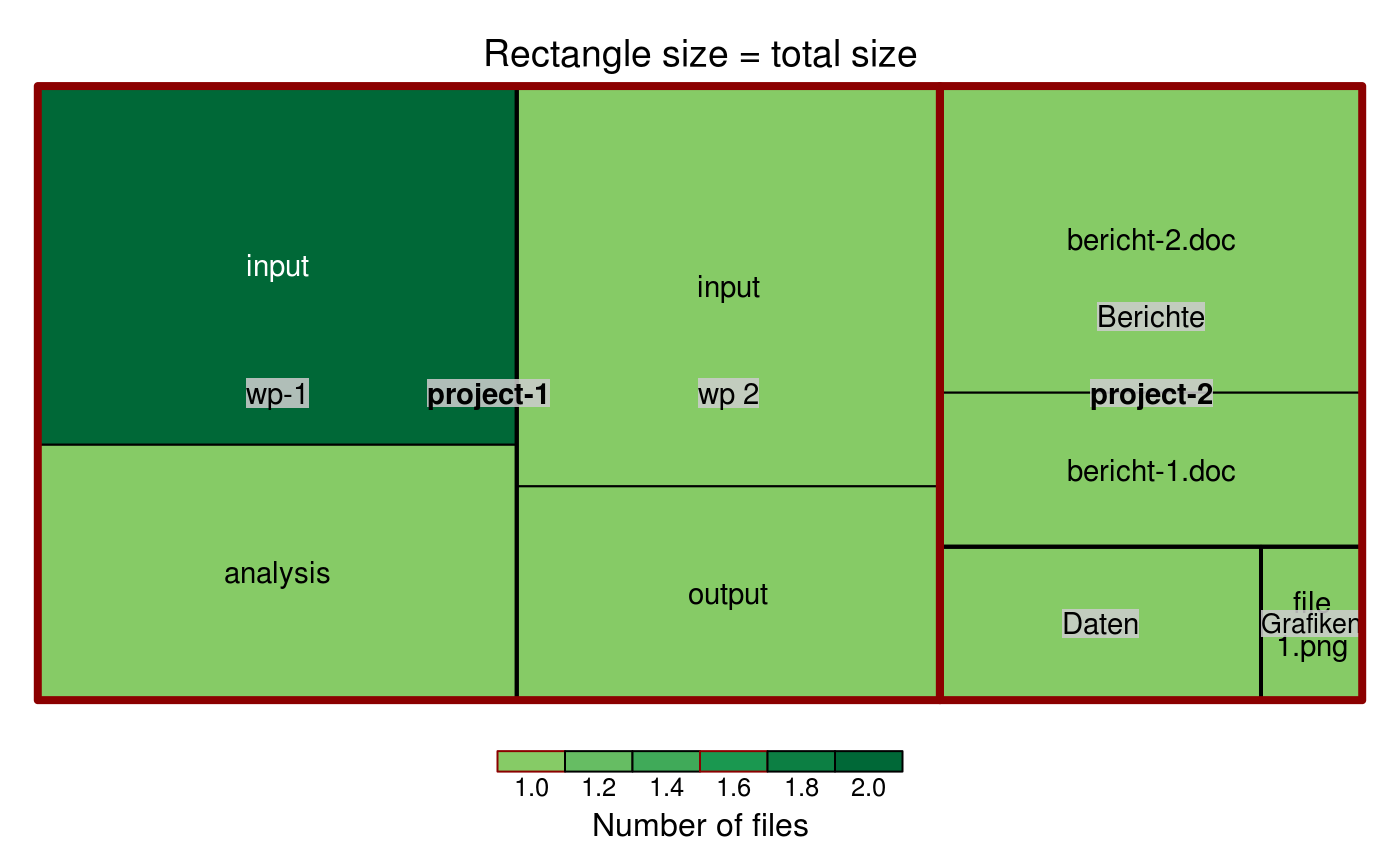 Rectangle size = total size
input
wp-1
project-1
analysis
input
wp 2
output
bericht-2.doc
Berichte
project-2
bericht-1.doc
Daten
file
Grafiken
1.png
1.0 1.2 1.4 1.6 1.8 2.0
Number of files